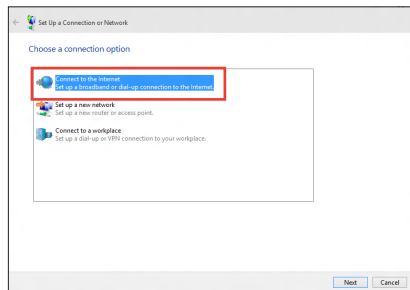 Set Up a Connection or Network
Choose a connection option
Connect to the Internet
Set up a broadband or dial-up connection to the Internet.
Set up a new network
Set up a new router or access point.
Connect to a workplace
Set up a dial-up or VPN connection to your workplace.
Next Cancel